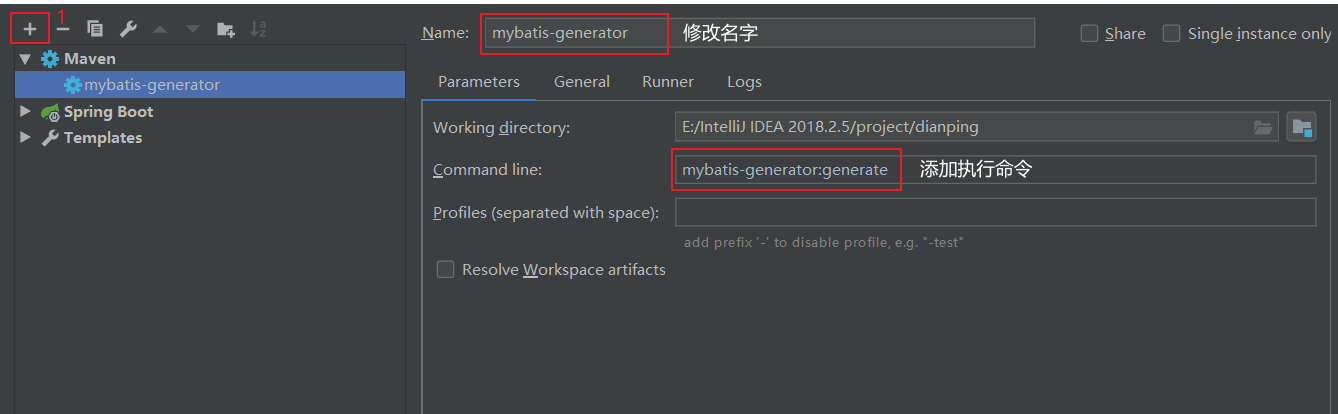 1
Name: mybatis-generator 修改名字 Share Single instance only
Maven
mybatis-generator
Spring Boot
Templates
Parameters General Runner Logs
Working directory: E:/IntelliJ IDEA 2018.2.5/project/dianping
Command line: mybatis-generator:generate 添加执行命令
Profiles (separated with space):
add prefix '-' to disable profile, e.g. "-test"
Resolve Workspace artifacts